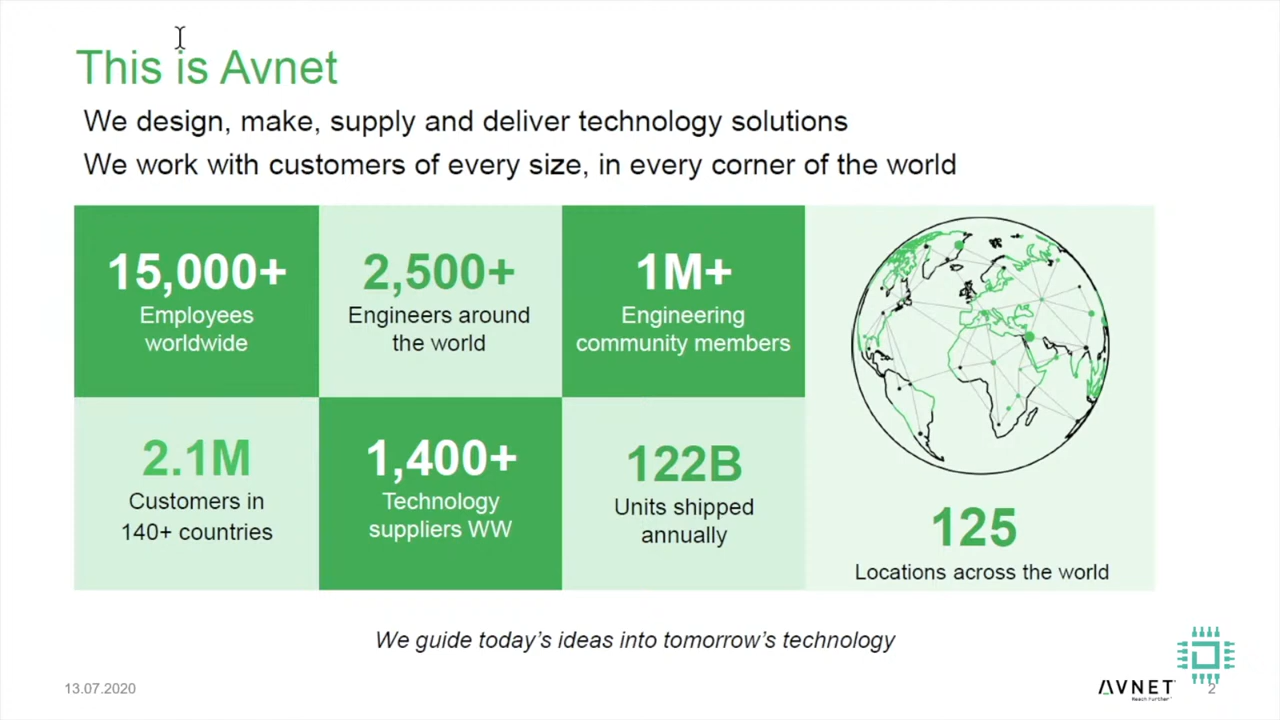 This is Avnet
We design, make, supply and deliver technology solutions
We work with customers of every size, in every corner of the world
15,000+
Employees
worldwide
2,500+
Engineers around
the world
1M+
Engineering
community members
2.1M
Customers in
140+ countries
1,400+
Technology
suppliers WW
122B
Units shipped
annually
125
Locations across the world
We guide today's ideas into tomorrow's technology
13.07.2020
AVNET
Reach Further™
2